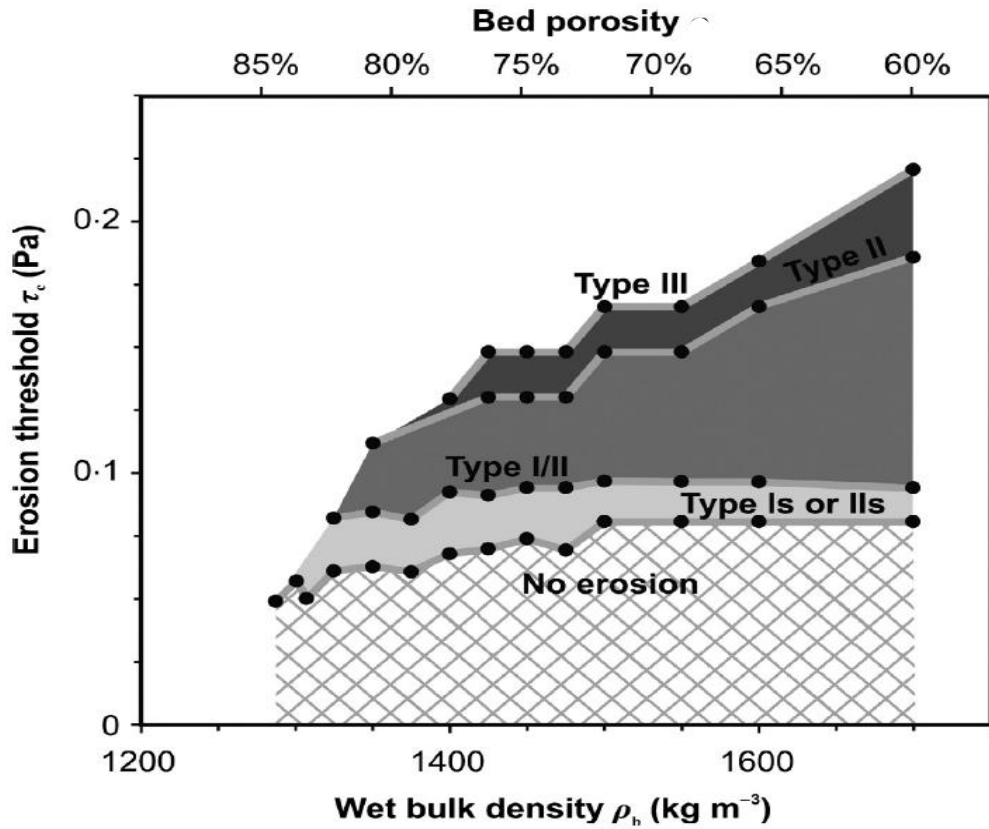 Bed porosity
85% 80% 75% 70% 65% 60%
Erosion threshold τc (Pa)
0·2
0·1
0
Type III
Type II
Type I/II
Type Is or IIs
No erosion
1200 1400 1600
Wet bulk density ρb (kg m⁻³)